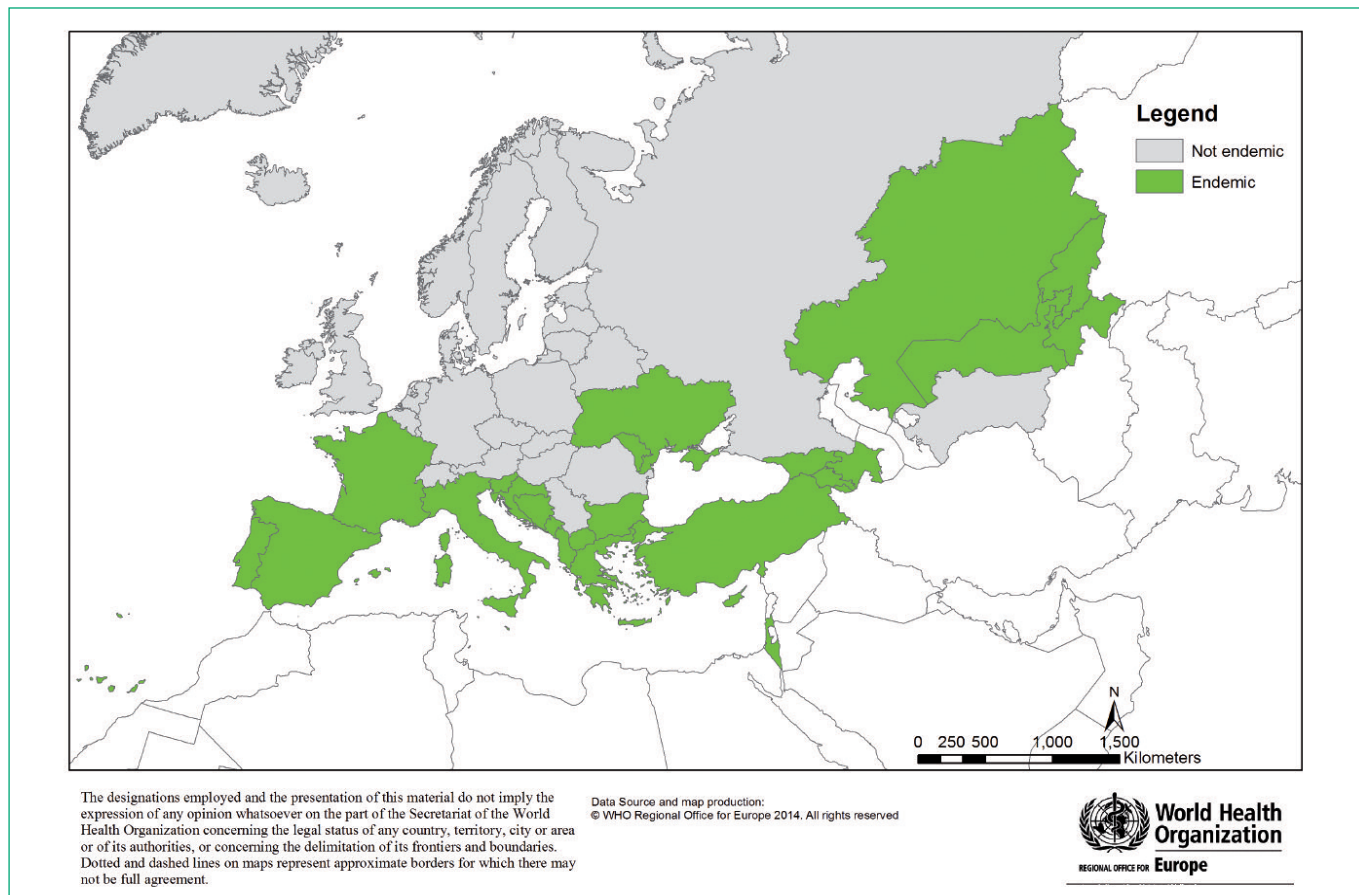 Legend
Not endemic
Endemic
N
0 250 500 1,000 1,500
Kilometers
The designations employed and the presentation of this material do not imply the
expression of any opinion whatsoever on the part of the Secretariat of the World
Health Organization concerning the legal status of any country, territory, city or area
or of its authorities, or concerning the delimitation of its frontiers and boundaries.
Dotted and dashed lines on maps represent approximate borders for which there may
not be full agreement.
Data Source and map production:
© WHO Regional Office for Europe 2014. All rights reserved
World Health
Organization
REGIONAL OFFICE FOR Europe